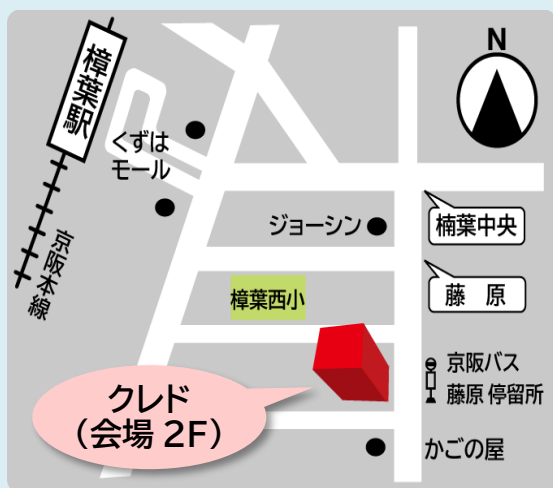 N
樟葉駅
くずは
モール
京阪本線
ジョーシン
楠葉中央
樟葉西小
藤 原
京阪バス
藤原 停留所
クレド
（会場 2F）
かごの屋